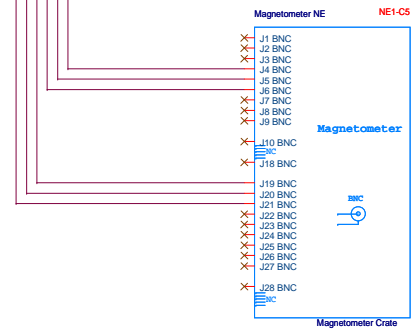 Magnetometer NE
NE1-C5
J1 BNC
J2 BNC
J3 BNC
J4 BNC
J5 BNC
J6 BNC
J7 BNC
J8 BNC
J9 BNC
Magnetometer
J10 BNC
NC
J18 BNC
J19 BNC
J20 BNC
J21 BNC
BNC
J22 BNC
J23 BNC
J24 BNC
J25 BNC
J26 BNC
J27 BNC
J28 BNC
NC
Magnetometer Crate